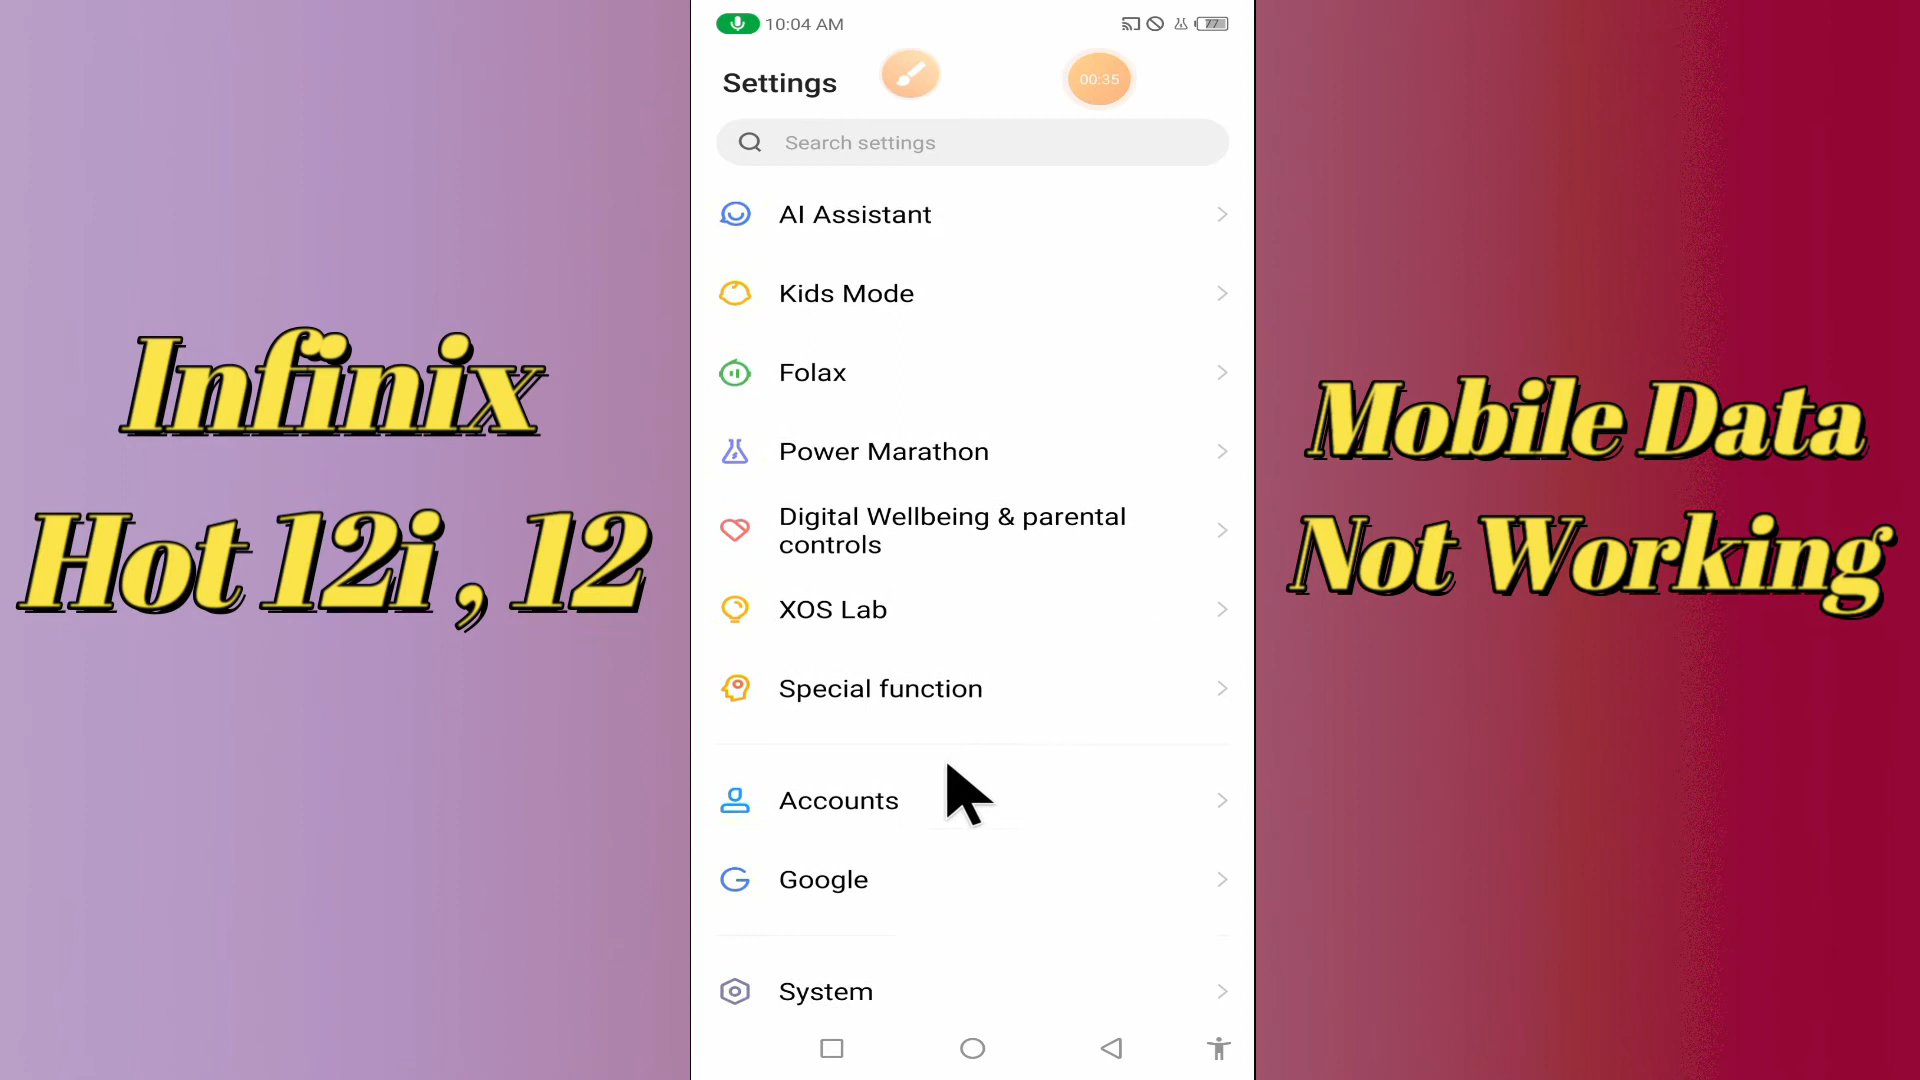 Infinix
Hot 12i , 12
10:04 AM
77
Settings
00:35
Search settings
AI Assistant
Kids Mode
Folax
Power Marathon
Digital Wellbeing & parental
controls
XOS Lab
Special function
Accounts
Google
System
Mobile Data
Not Working